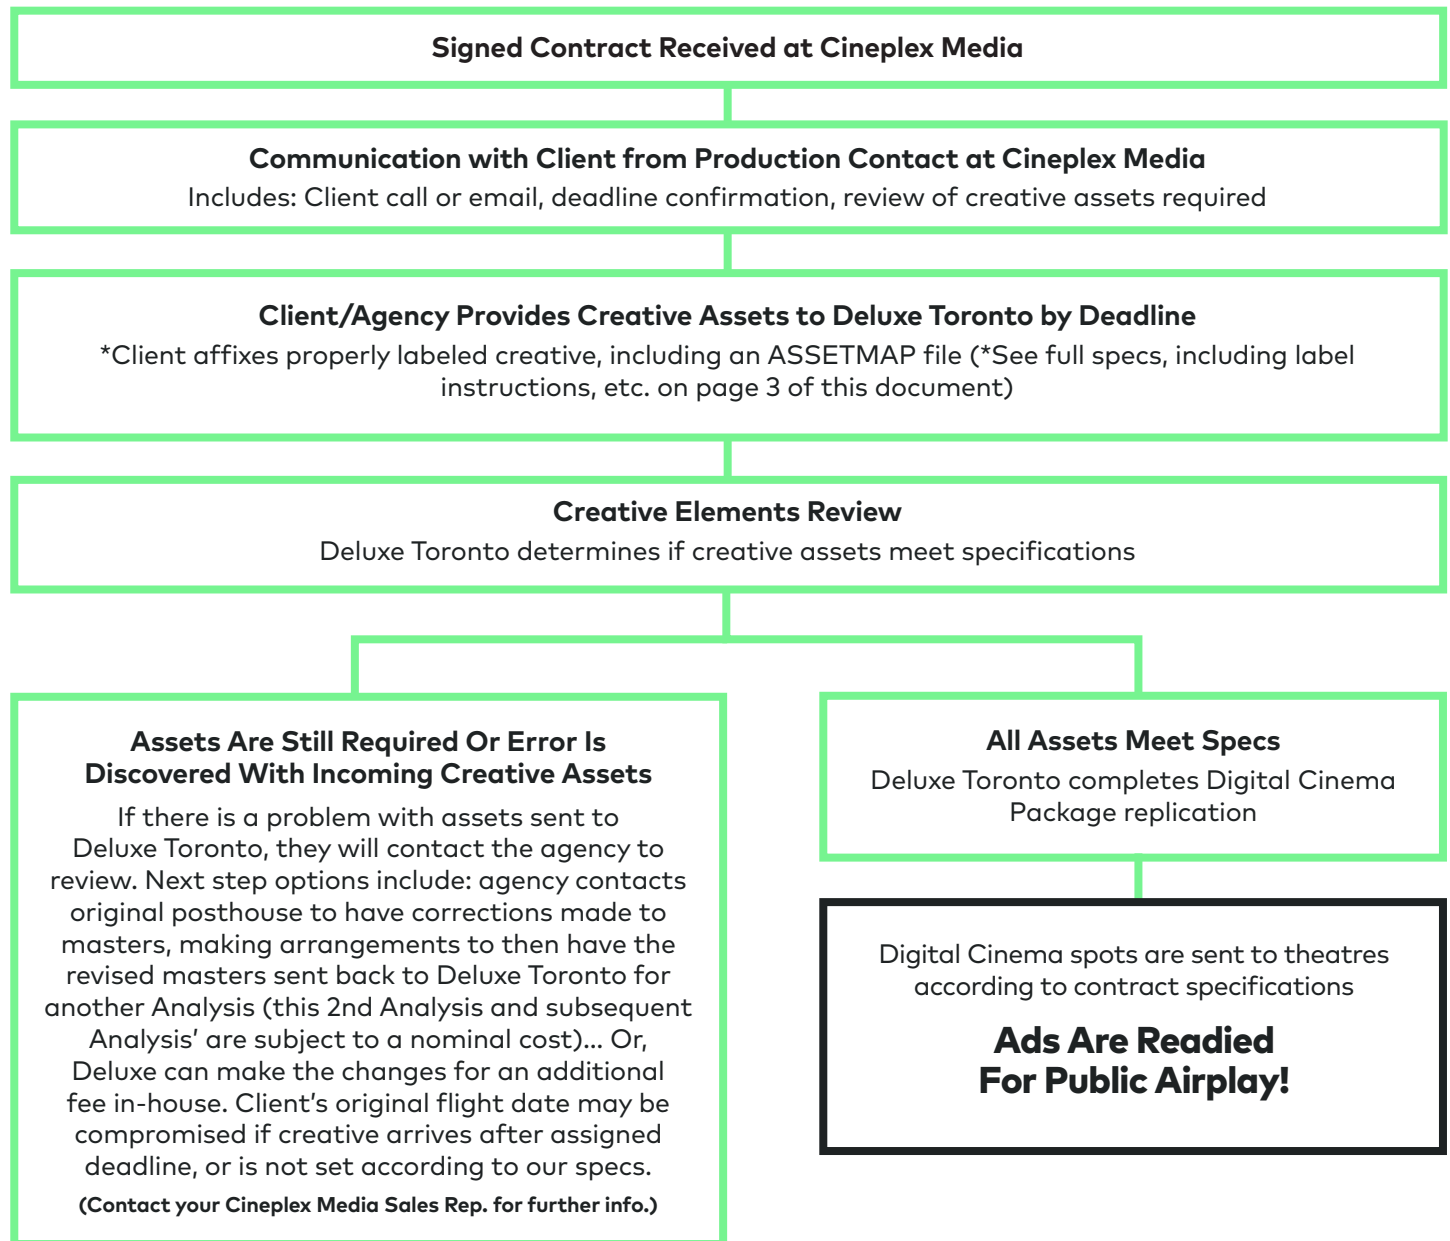 Signed Contract Received at Cineplex Media
Communication with Client from Production Contact at Cineplex Media
Includes: Client call or email, deadline confirmation, review of creative assets required
Client/Agency Provides Creative Assets to Deluxe Toronto by Deadline
*Client affixes properly labeled creative, including an ASSETMAP file (*See full specs, including label
instructions, etc. on page 3 of this document)
Creative Elements Review
Deluxe Toronto determines if creative assets meet specifications
Assets Are Still Required Or Error Is
Discovered With Incoming Creative Assets
If there is a problem with assets sent to
Deluxe Toronto, they will contact the agency to
review. Next step options include: agency contacts
original posthouse to have corrections made to
masters, making arrangements to then have the
revised masters sent back to Deluxe Toronto for
another Analysis (this 2nd Analysis and subsequent
Analysis’ are subject to a nominal cost)... Or,
Deluxe can make the changes for an additional
fee in-house. Client’s original flight date may be
compromised if creative arrives after assigned
deadline, or is not set according to our specs.
(Contact your Cineplex Media Sales Rep. for further info.)
All Assets Meet Specs
Deluxe Toronto completes Digital Cinema
Package replication
Digital Cinema spots are sent to theatres
according to contract specifications
Ads Are Readied
For Public Airplay!